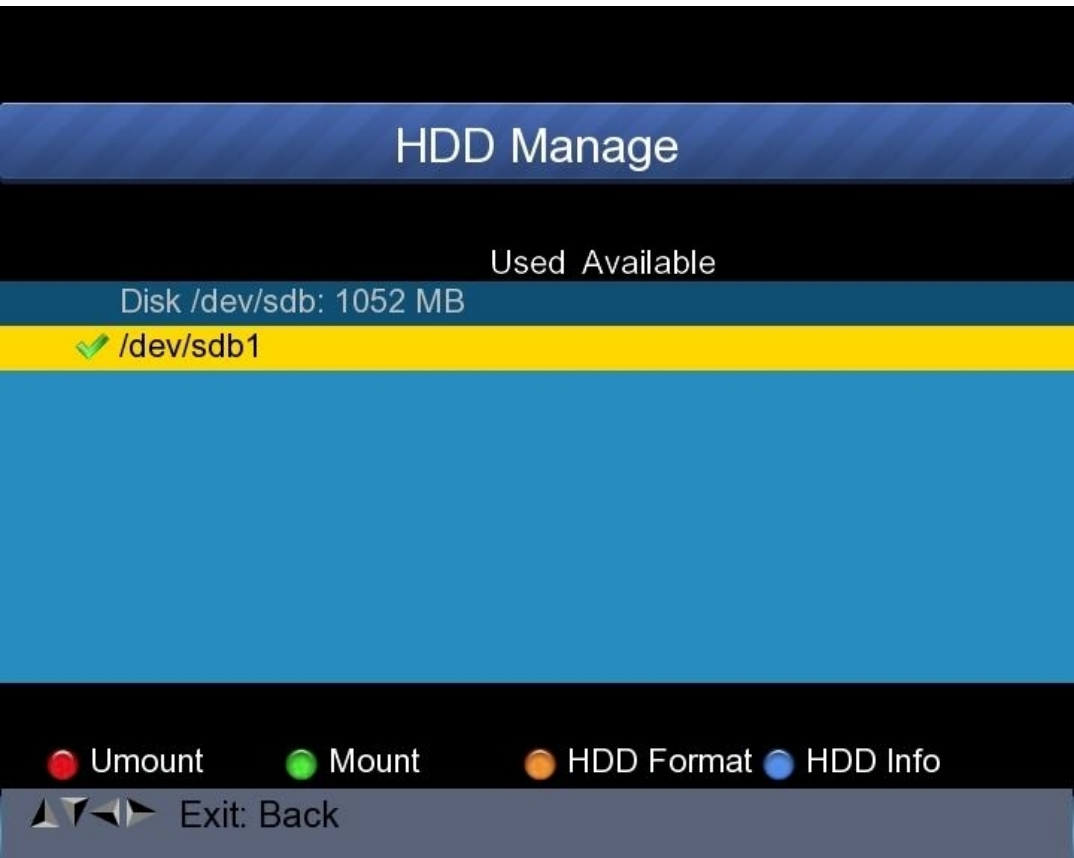 HDD Manage
Used Available
Disk /dev/sdb: 1052 MB
/dev/sdb1
Umount Mount HDD Format HDD Info
Exit: Back